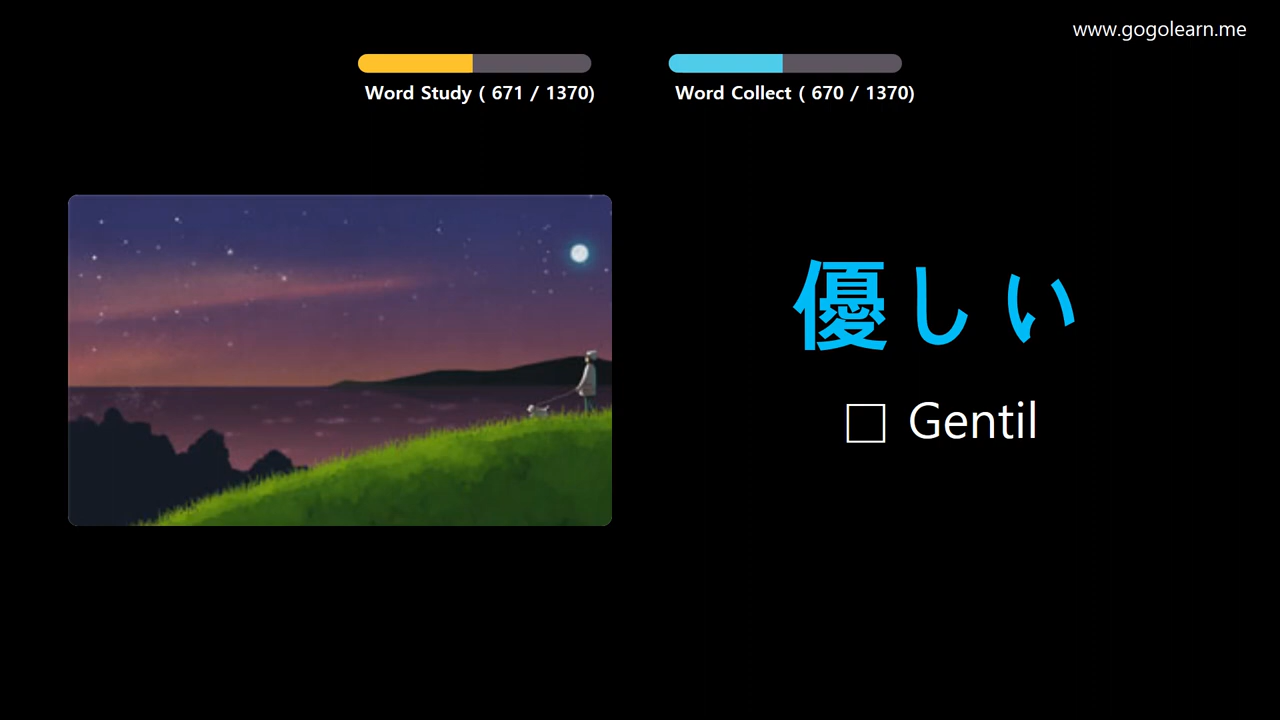 www.gogolearn.me
Word Study ( 671 / 1370)
Word Collect ( 670 / 1370)
優しい
□ Gentil